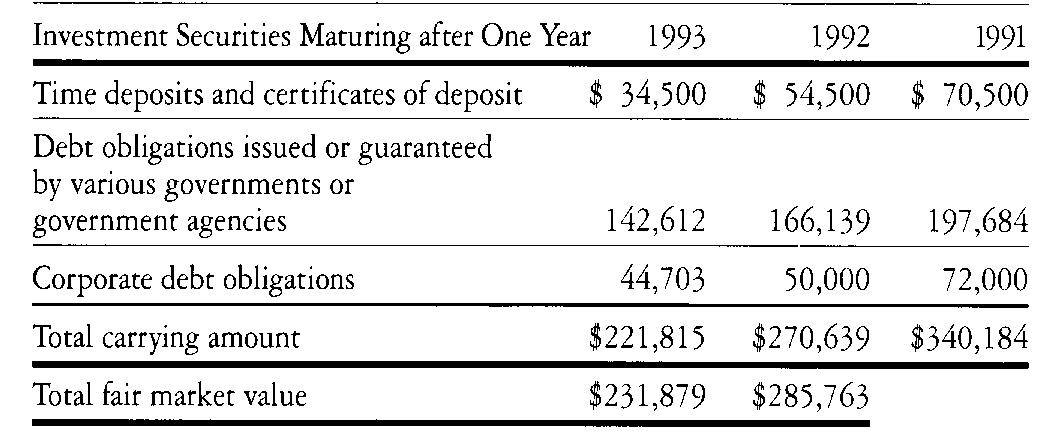 Investment Securities Maturing after One Year 1993 1992 1991
Time deposits and certificates of deposit $ 34,500 $ 54,500 $ 70,500
Debt obligations issued or guaranteed
by various governments or
government agencies 142,612 166,139 197,684
Corporate debt obligations 44,703 50,000 72,000
Total carrying amount $221,815 $270,639 $340,184
Total fair market value $231,879 $285,763